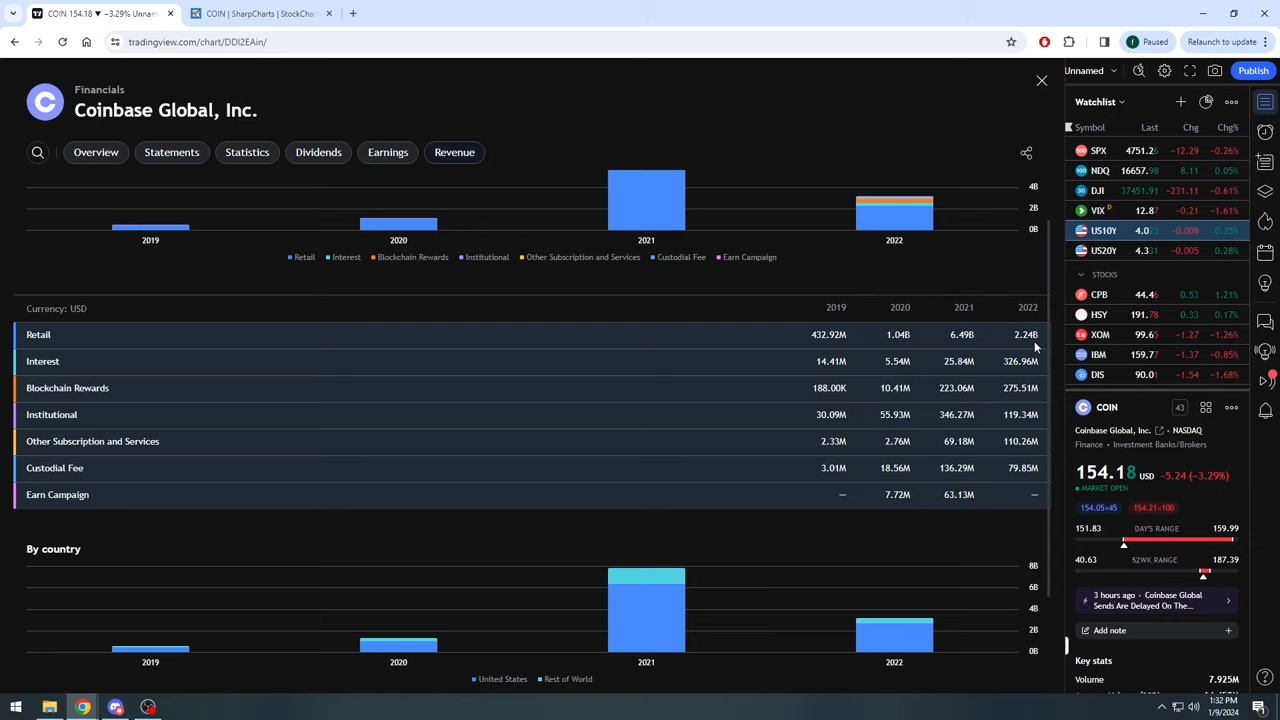 COIN 154.18 ▼ −3.29% Unnam
COIN | SharpCharts | StockChar
tradingview.com/chart/DDI2EAin/
Paused
Relaunch to update
Financials
Coinbase Global, Inc.
Overview
Statements
Statistics
Dividends
Earnings
Revenue
4B
2B
0B
2019
2020
2021
2022
Retail
Interest
Blockchain Rewards
Institutional
Other Subscription and Services
Custodial Fee
Earn Campaign
Currency: USD 2019 2020 2021 2022
Retail 432.92M 1.04B 6.49B 2.24B
Interest 14.41M 5.54M 25.84M 326.96M
Blockchain Rewards 188.00K 10.41M 223.06M 275.51M
Institutional 30.09M 55.93M 346.27M 119.34M
Other Subscription and Services 2.33M 2.76M 69.18M 110.26M
Custodial Fee 3.01M 18.56M 136.29M 79.85M
Earn Campaign — 7.72M 63.13M —
By country
8B
6B
4B
2B
0B
2019
2020
2021
2022
United States
Rest of World
Unnamed
Publish
Watchlist
Symbol Last Chg Chg%
SPX 4751.26 −12.29 −0.26%
NDQ 16657.98 8.11 0.05%
DJI 37451.91 −231.11 −0.61%
VIX D 12.87 −0.21 −1.61%
US10Y 4.023 −0.009 0.35%
US20Y 4.331 −0.005 0.28%
STOCKS
CPB 44.46 0.53 1.21%
HSY 191.78 0.33 0.17%
XOM 99.65 −1.27 −1.26%
IBM 159.77 −1.37 −0.85%
DIS 90.01 −1.54 −1.68%
COIN
43
Coinbase Global, Inc. • NASDAQ
Finance • Investment Banks/Brokers
154.18 USD −5.24 (−3.29%)
MARKET OPEN
154.05×45
154.21×100
151.83 DAY'S RANGE 159.99
40.63 52WK RANGE 187.39
3 hours ago • Coinbase Global
Sends Are Delayed On The...
Add note
Key stats
Volume 7.925M
1:32 PM
1/9/2024